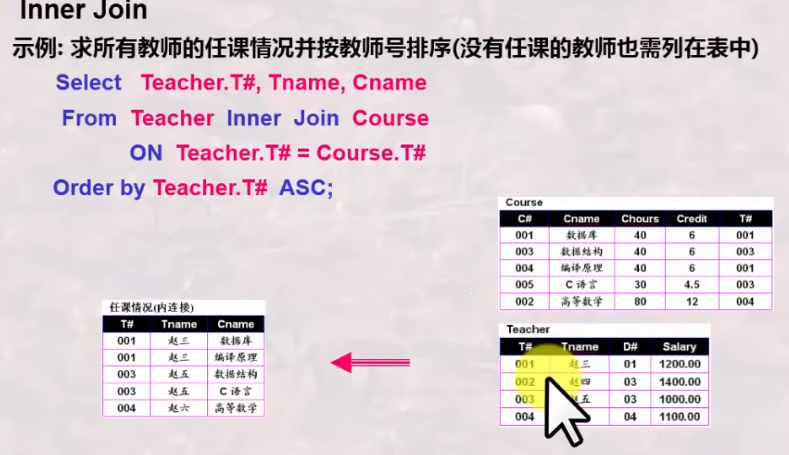 Inner Join
示例: 求所有教师的任课情况并按教师号排序(没有任课的教师也需列在表中)
Select Teacher.T#, Tname, Cname
From Teacher Inner Join Course
ON Teacher.T# = Course.T#
Order by Teacher.T# ASC;
Course
C# Cname Chours Credit T#
001 数据库 40 6 001
003 数据结构 40 6 003
004 编译原理 40 6 001
005 C语言 30 4.5 003
002 高等数学 80 12 004
任课情况(内连接)
T# Tname Cname
001 赵三 数据库
001 赵三 编译原理
003 赵五 数据结构
003 赵五 C语言
004 赵六 高等数学
Teacher
T# Tname D# Salary
001 赵三 01 1200.00
002 赵四 03 1400.00
003 赵五 03 1000.00
004 04 1100.00